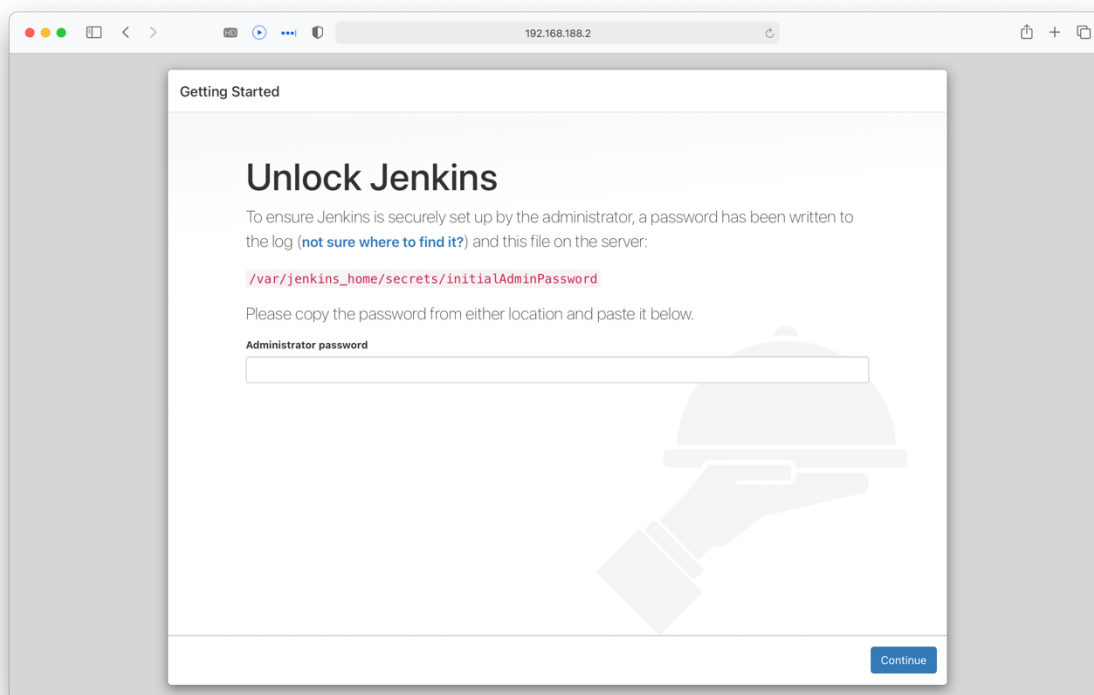 192.168.188.2
Getting Started
Unlock Jenkins
To ensure Jenkins is securely set up by the administrator, a password has been written to
the log (not sure where to find it?) and this file on the server:
/var/jenkins_home/secrets/initialAdminPassword
Please copy the password from either location and paste it below.
Administrator password
Continue